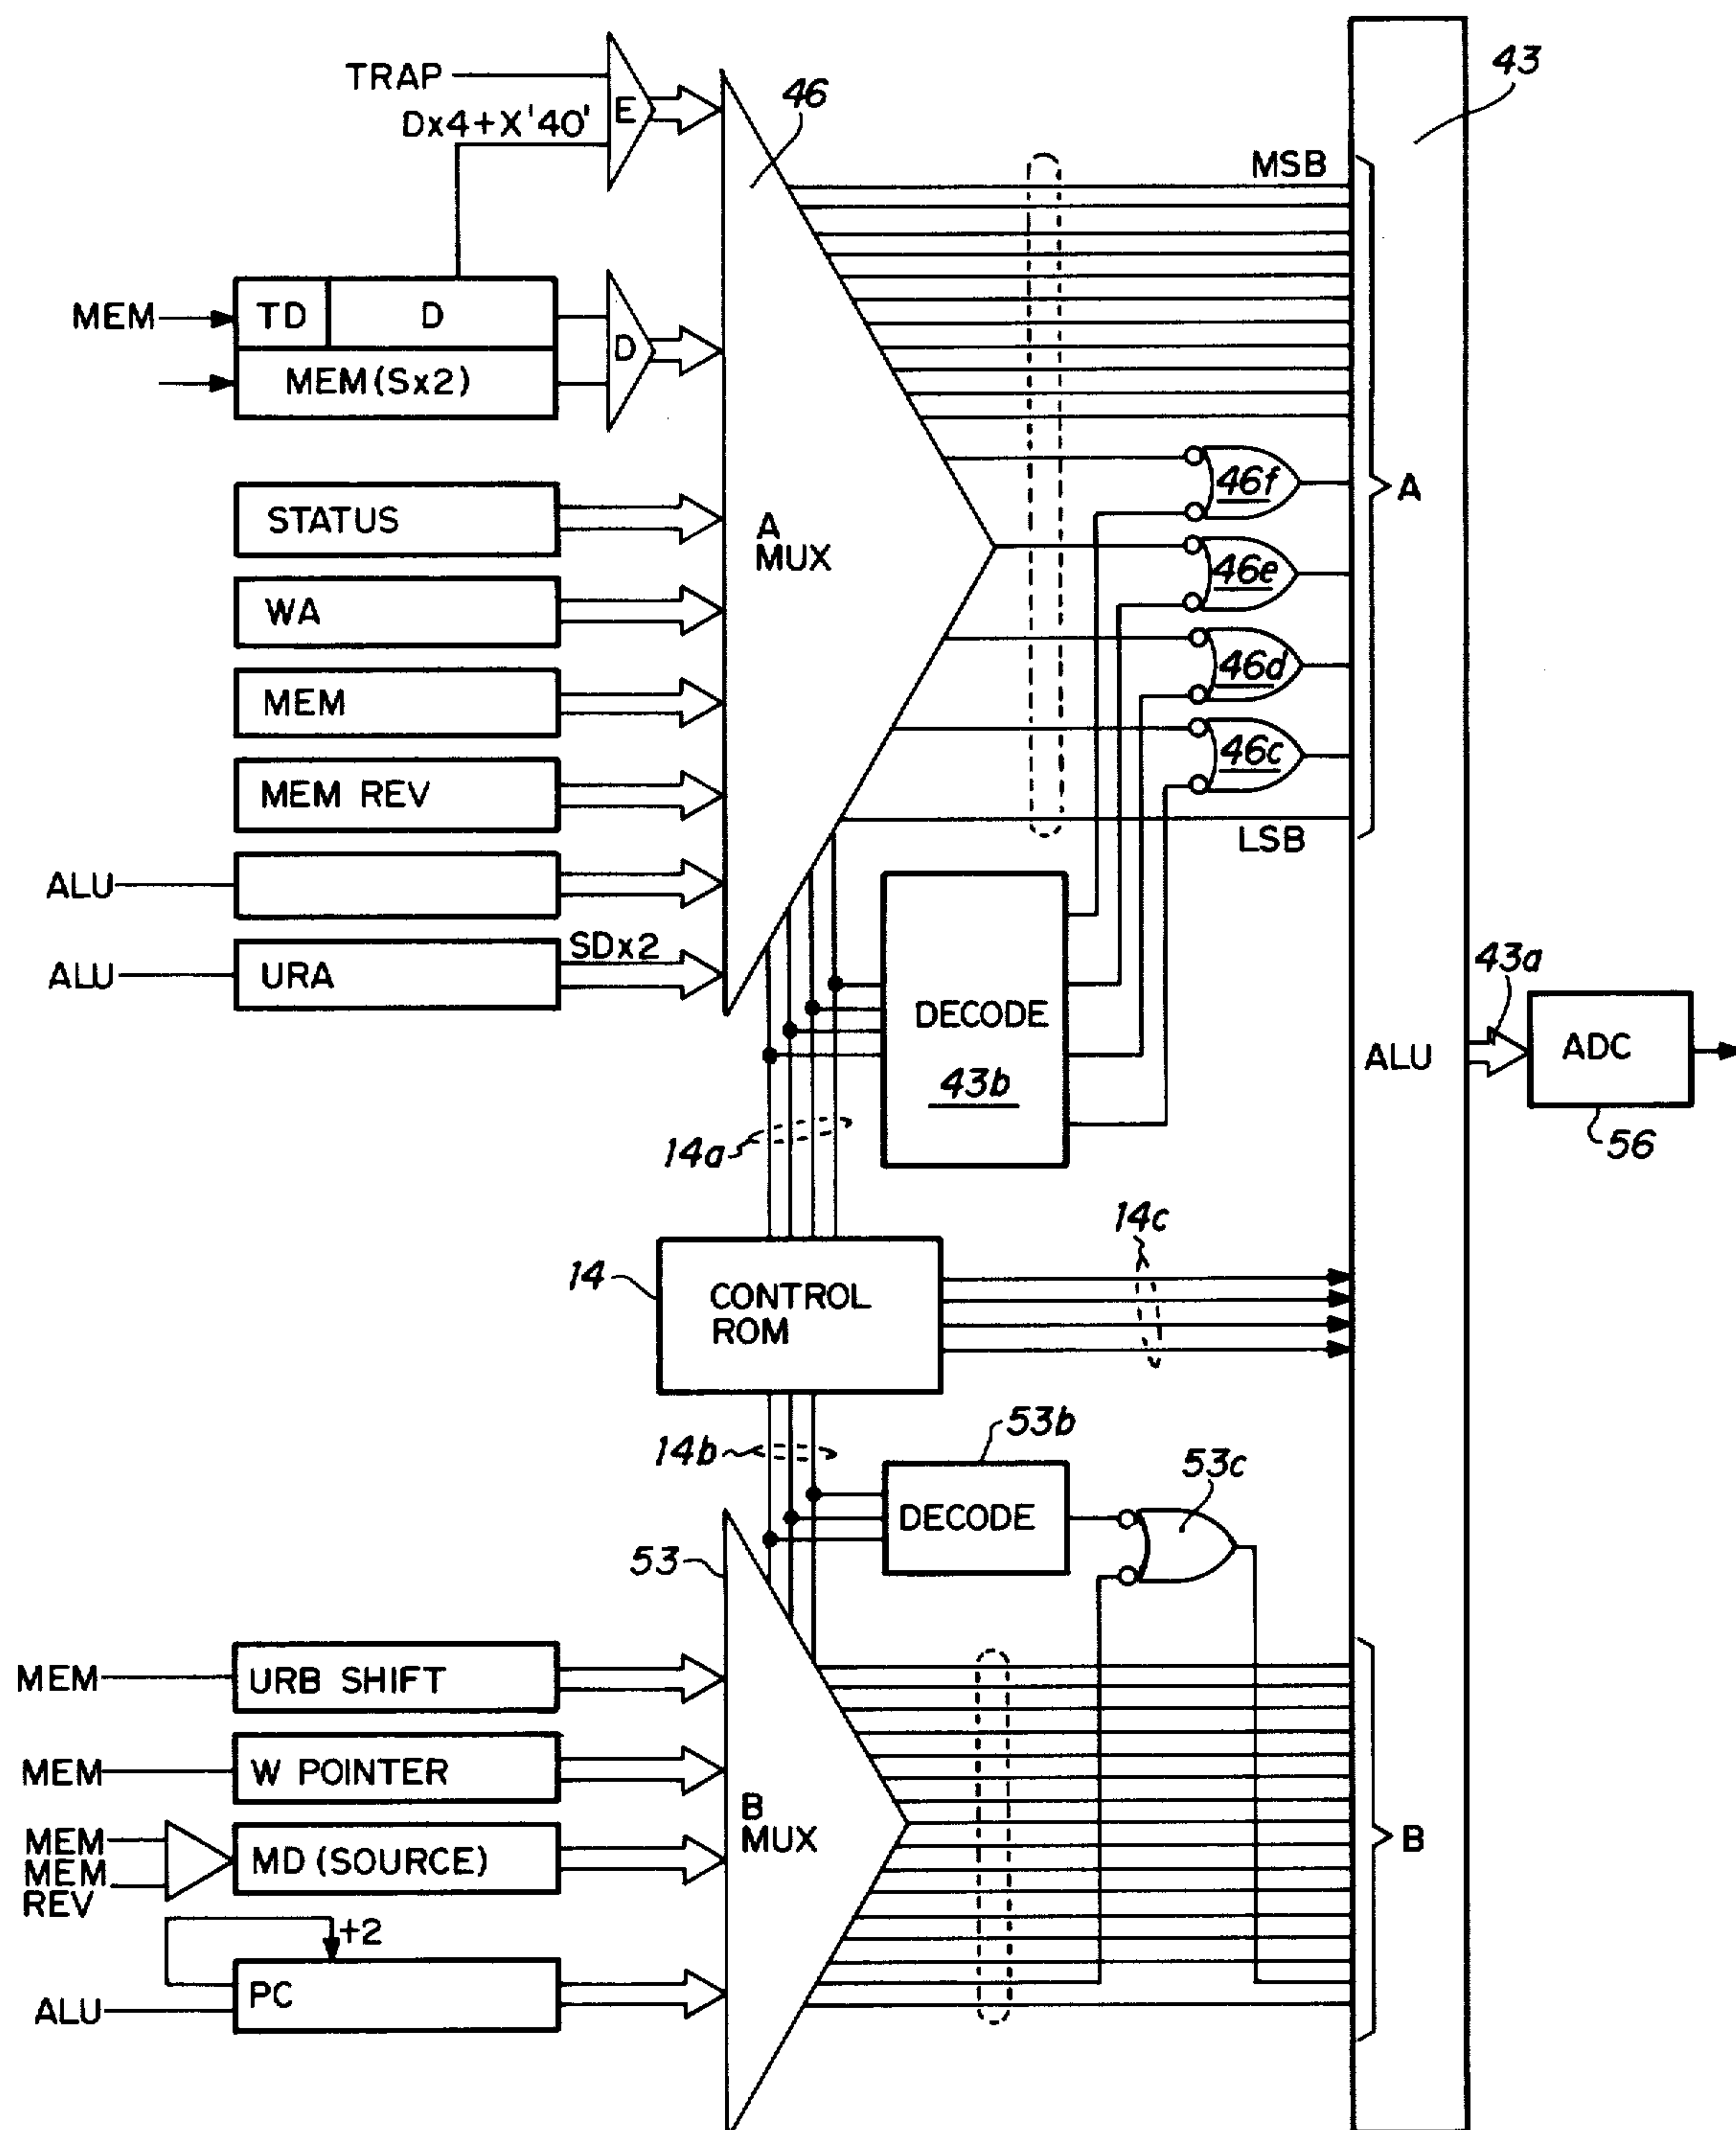 TRAP
Dx4+X'40'
E
46
43
MSB
MEM
TD
D
D
MEM(Sx2)
STATUS
WA
MEM
MEM REV
ALU
ALU
URA
SDx2
A
MUX
46f
46e
46d
46c
A
LSB
DECODE
43b
14a
ALU
43a
ADC
56
14
CONTROL
ROM
14c
14b
53b
DECODE
53c
53
MEM
URB SHIFT
MEM
W POINTER
B
MUX
MEM
MEM
REV
MD (SOURCE)
B
+2
ALU
PC